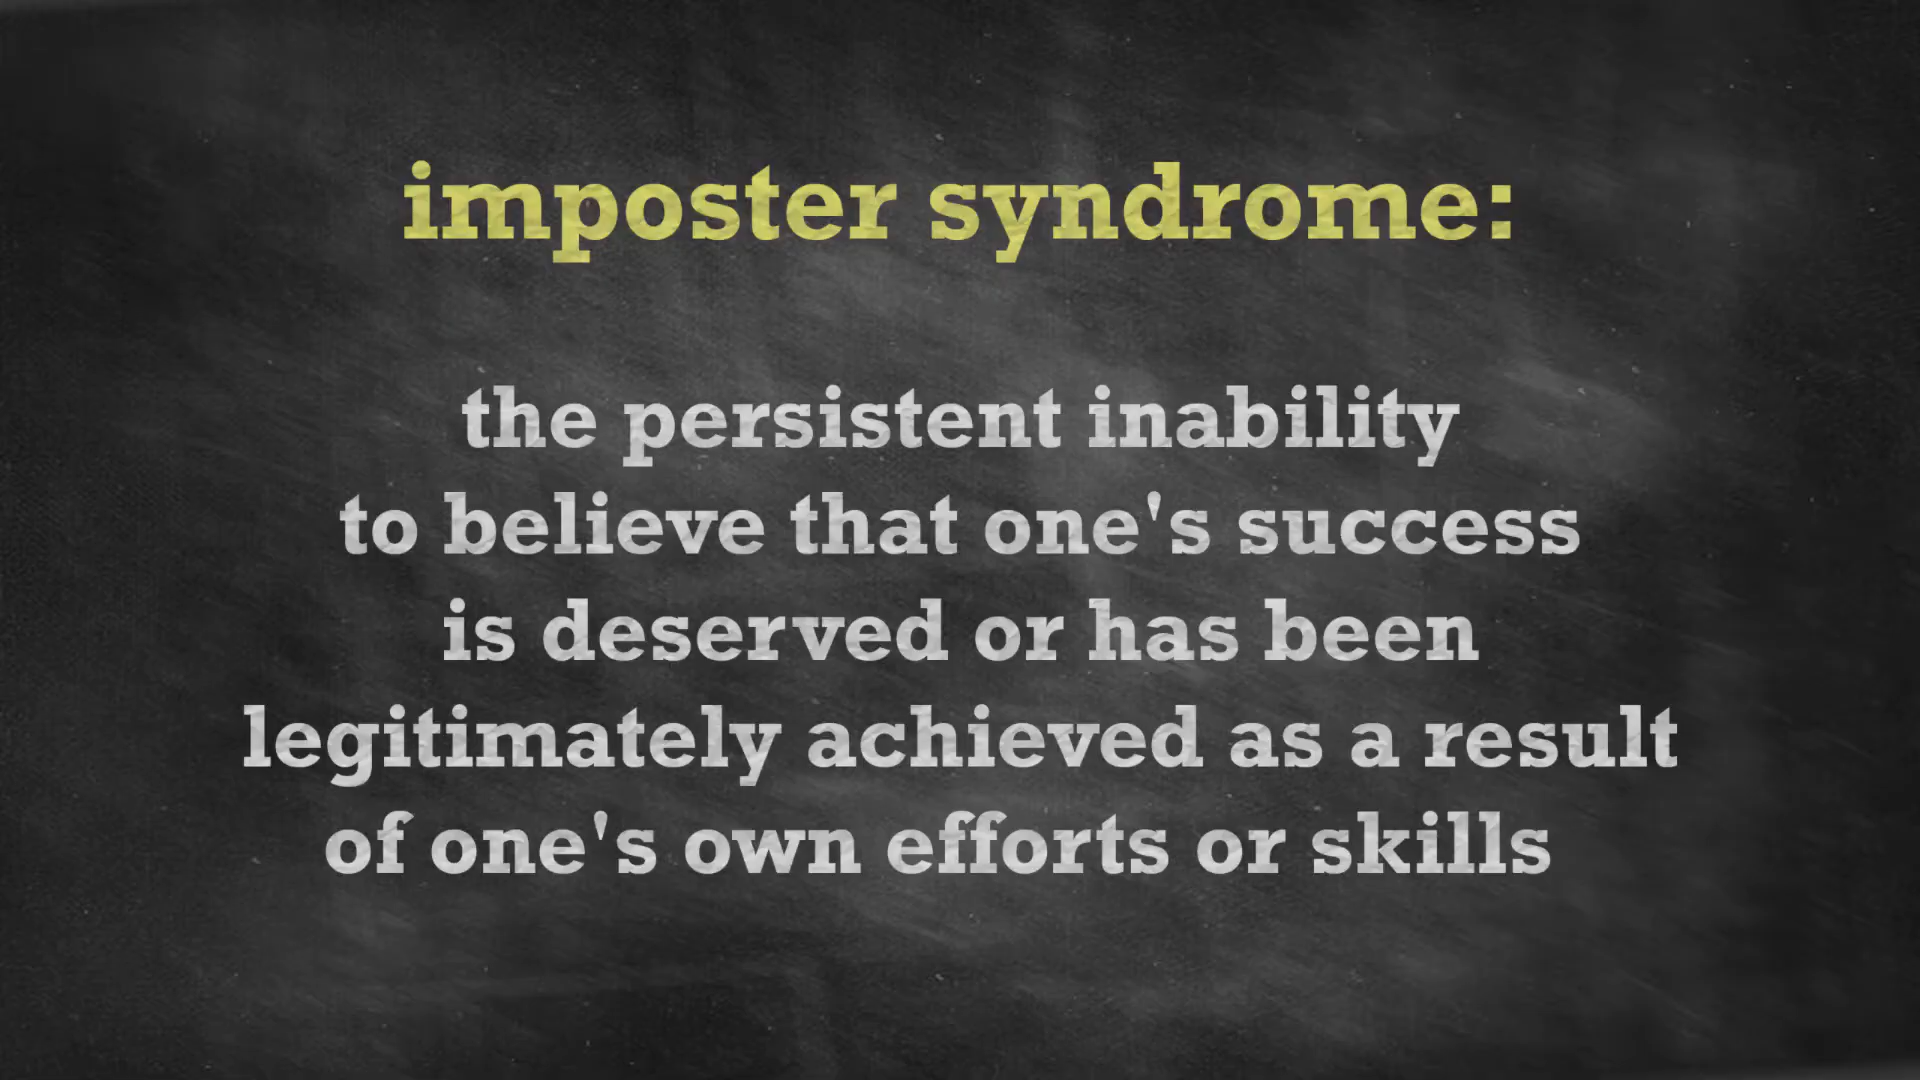 imposter syndrome:
the persistent inability
to believe that one's success
is deserved or has been
legitimately achieved as a result
of one's own efforts or skills